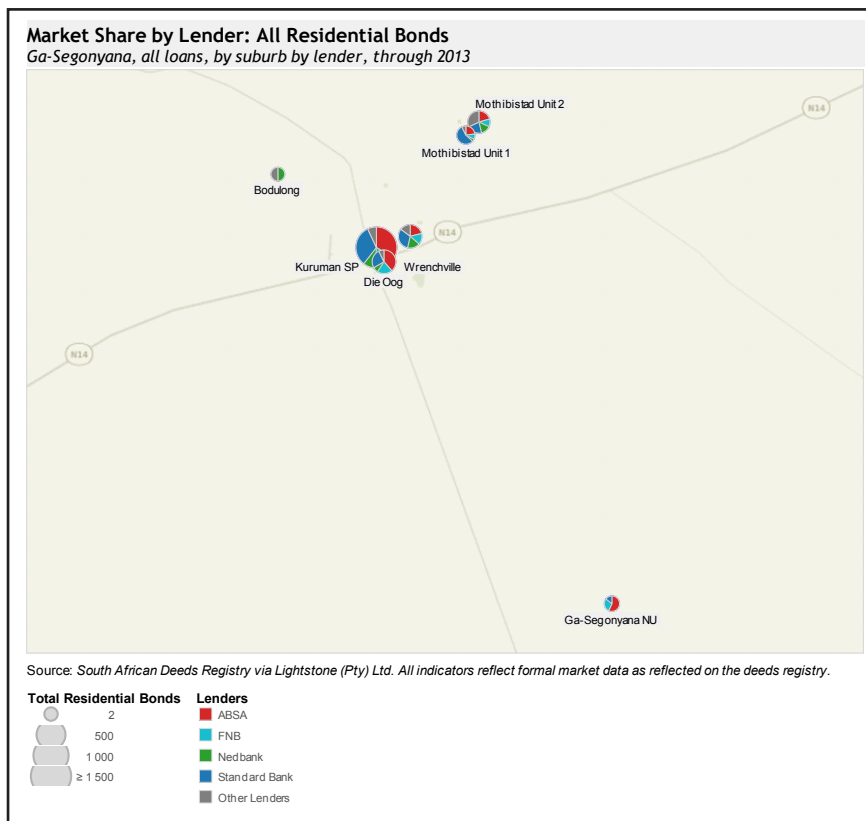 Market Share by Lender: All Residential Bonds
Ga-Segonyana, all loans, by suburb by lender, through 2013
Mothibistad Unit 2
N14
Mothibistad Unit 1
Bodulong
N14
Kuruman SP
Wrenchville
Die Oog
N14
Ga-Segonyana NU
Source: South African Deeds Registry via Lightstone (Pty) Ltd. All indicators reflect formal market data as reflected on the deeds registry.
Total Residential Bonds
2
500
1 000
≥ 1 500
Lenders
ABSA
FNB
Nedbank
Standard Bank
Other Lenders